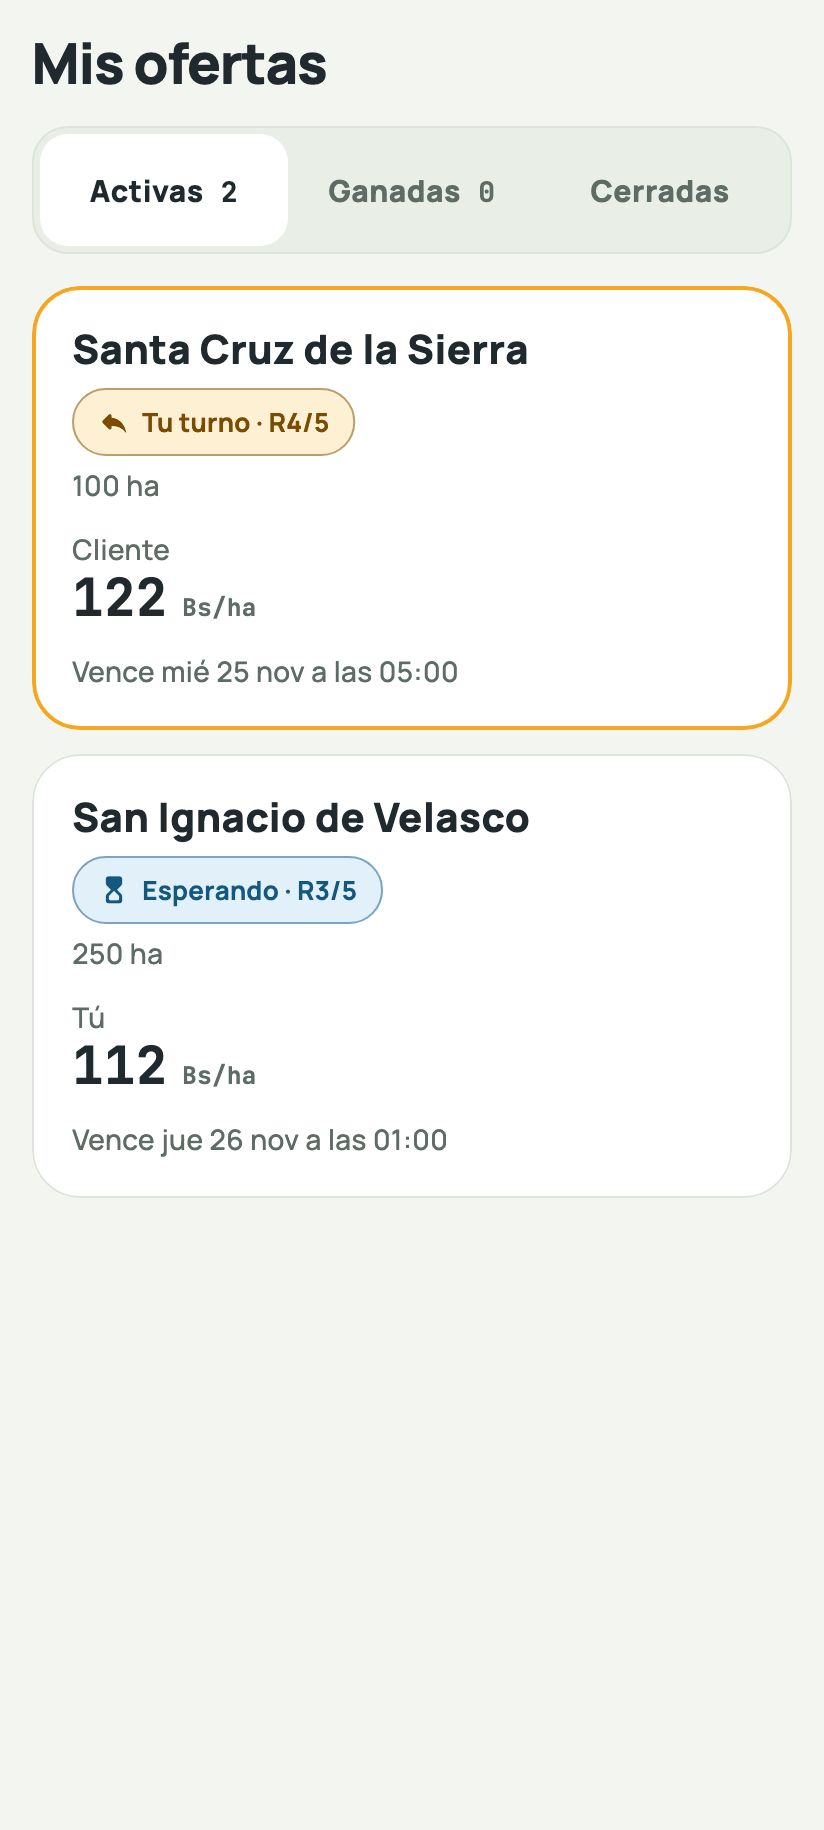 Mis ofertas
Activas 2 Ganadas 0 Cerradas
Santa Cruz de la Sierra
Tu turno · R4/5
100 ha
Cliente
122 Bs/ha
Vence mié 25 nov a las 05:00
San Ignacio de Velasco
Esperando · R3/5
250 ha
Tú
112 Bs/ha
Vence jue 26 nov a las 01:00